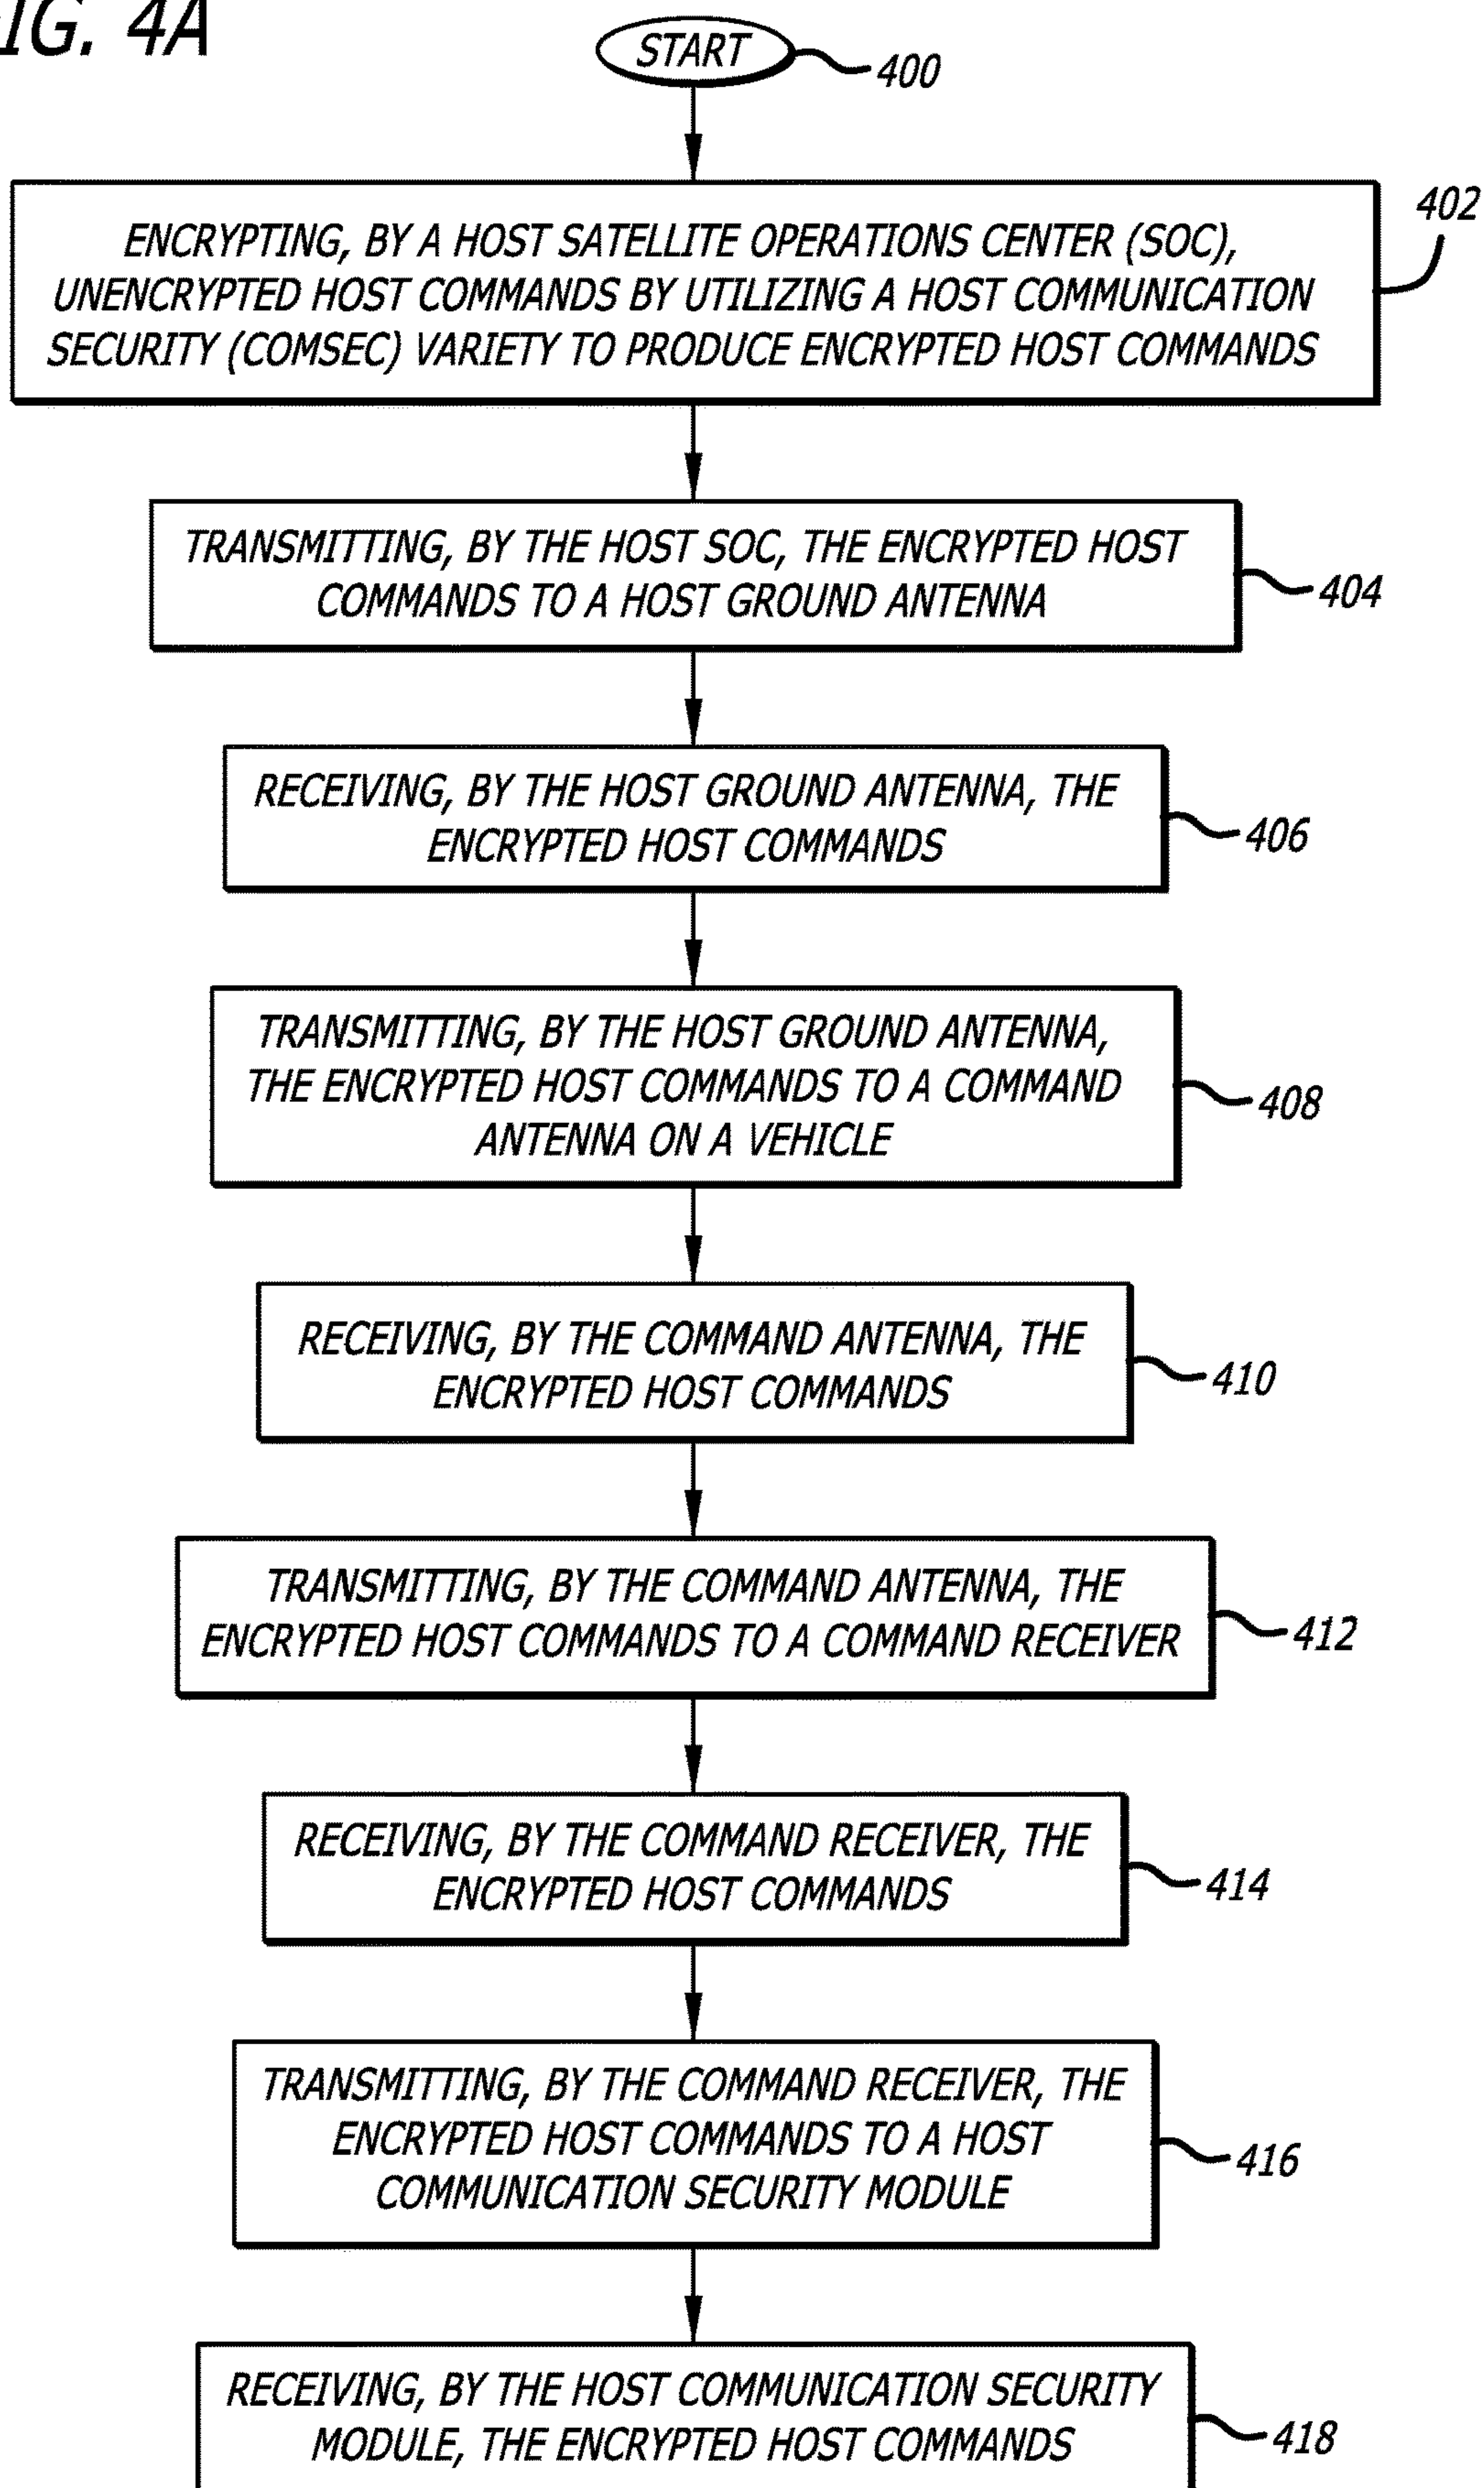 IG. 4A
START
400
402
ENCRYPTING, BY A HOST SATELLITE OPERATIONS CENTER (SOC),
UNENCRYPTED HOST COMMANDS BY UTILIZING A HOST COMMUNICATION
SECURITY (COMSEC) VARIETY TO PRODUCE ENCRYPTED HOST COMMANDS
TRANSMITTING, BY THE HOST SOC, THE ENCRYPTED HOST
COMMANDS TO A HOST GROUND ANTENNA
404
RECEIVING, BY THE HOST GROUND ANTENNA, THE
ENCRYPTED HOST COMMANDS
406
TRANSMITTING, BY THE HOST GROUND ANTENNA,
THE ENCRYPTED HOST COMMANDS TO A COMMAND
ANTENNA ON A VEHICLE
408
RECEIVING, BY THE COMMAND ANTENNA, THE
ENCRYPTED HOST COMMANDS
410
TRANSMITTING, BY THE COMMAND ANTENNA, THE
ENCRYPTED HOST COMMANDS TO A COMMAND RECEIVER
412
RECEIVING, BY THE COMMAND RECEIVER, THE
ENCRYPTED HOST COMMANDS
414
TRANSMITTING, BY THE COMMAND RECEIVER, THE
ENCRYPTED HOST COMMANDS TO A HOST
COMMUNICATION SECURITY MODULE
416
RECEIVING, BY THE HOST COMMUNICATION SECURITY
MODULE, THE ENCRYPTED HOST COMMANDS
418